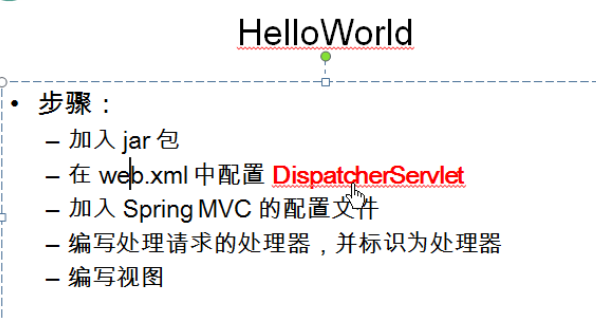 HelloWorld
• 步骤：
– 加入 jar 包
– 在 web.xml 中配置 DispatcherServlet
– 加入 Spring MVC 的配置文件
– 编写处理请求的处理器，并标识为处理器
– 编写视图